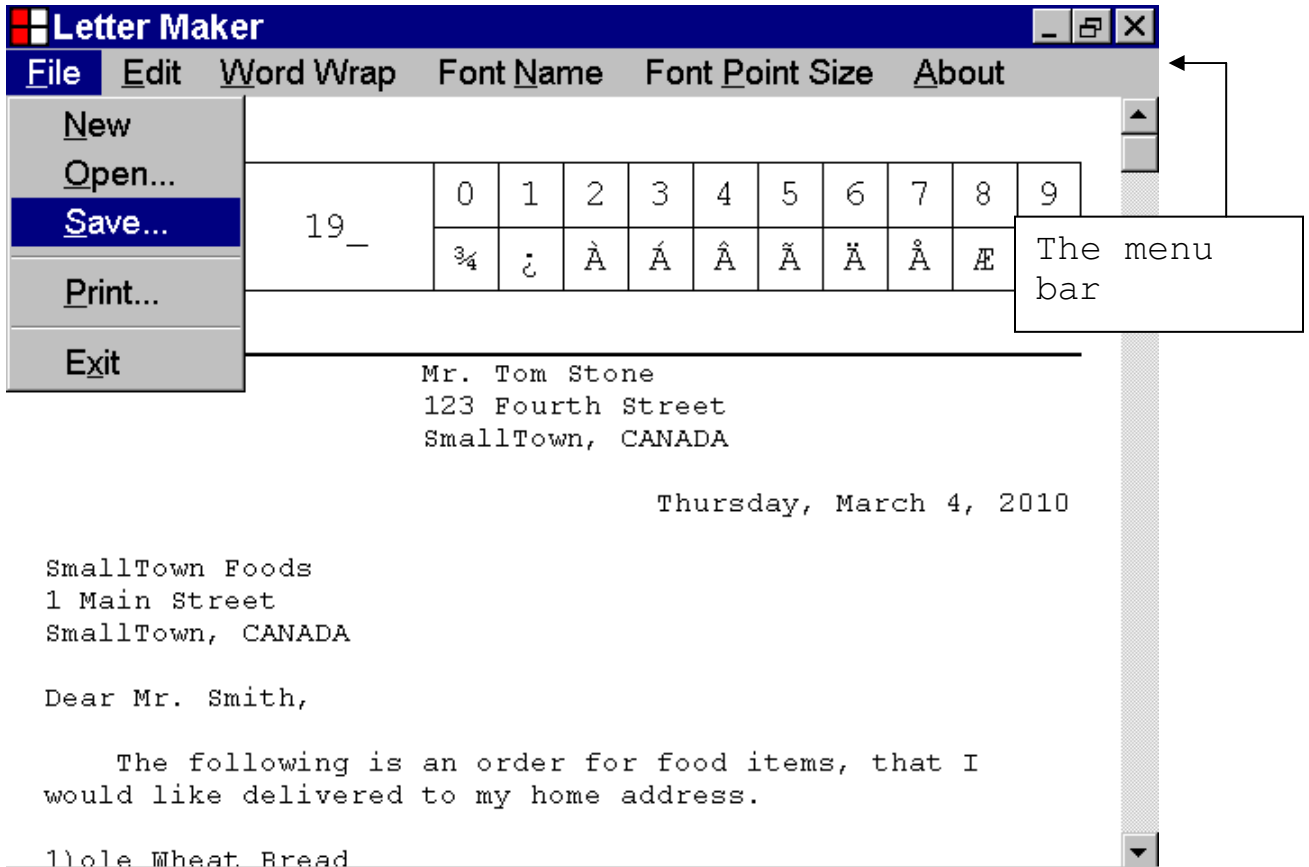 Letter Maker
File Edit Word Wrap Font Name Font Point Size About
New
Open...
Save...
Print...
Exit
19_
0 1 2 3 4 5 6 7 8 9
¾ ¿ À Á Â Ã Ä Å Æ
The menu
bar
Mr. Tom Stone
123 Fourth Street
SmallTown, CANADA
Thursday, March 4, 2010
SmallTown Foods
1 Main Street
SmallTown, CANADA
Dear Mr. Smith,
The following is an order for food items, that I
would like delivered to my home address.
1)ole Wheat Bread